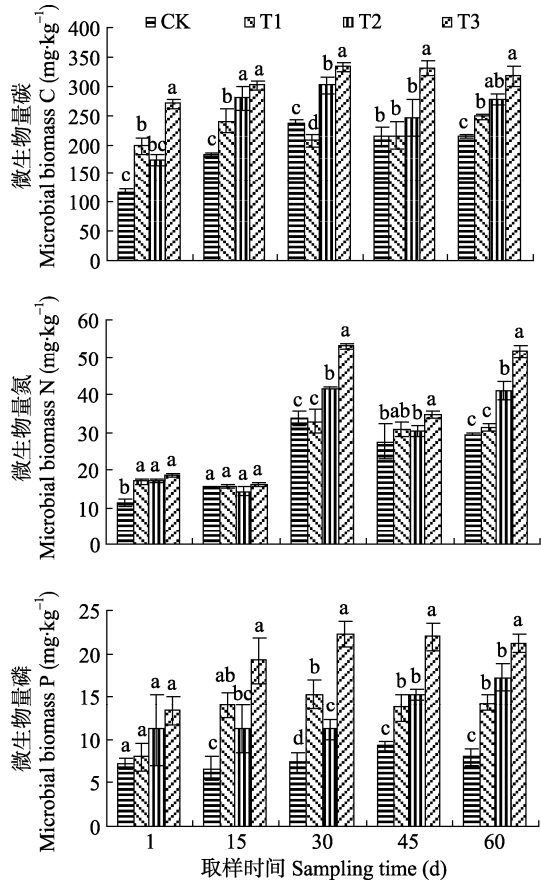 CK T1 T2 T3
微生物量碳
Microbial biomass C (mg·kg⁻¹)
400
350
300
250
200
150
100
50
0
c b bc a
c b a a
c d b a
b b b a
c b ab a
微生物量氮
Microbial biomass N (mg·kg⁻¹)
60
50
40
30
20
10
0
b a a a
a a a a
c c b a
b ab b a
c c b a
微生物量磷
Microbial biomass P (mg·kg⁻¹)
25
20
15
10
5
0
a a a a
c ab bc a
d b c a
c b b a
c b b a
1 15 30 45 60
取样时间 Sampling time (d)